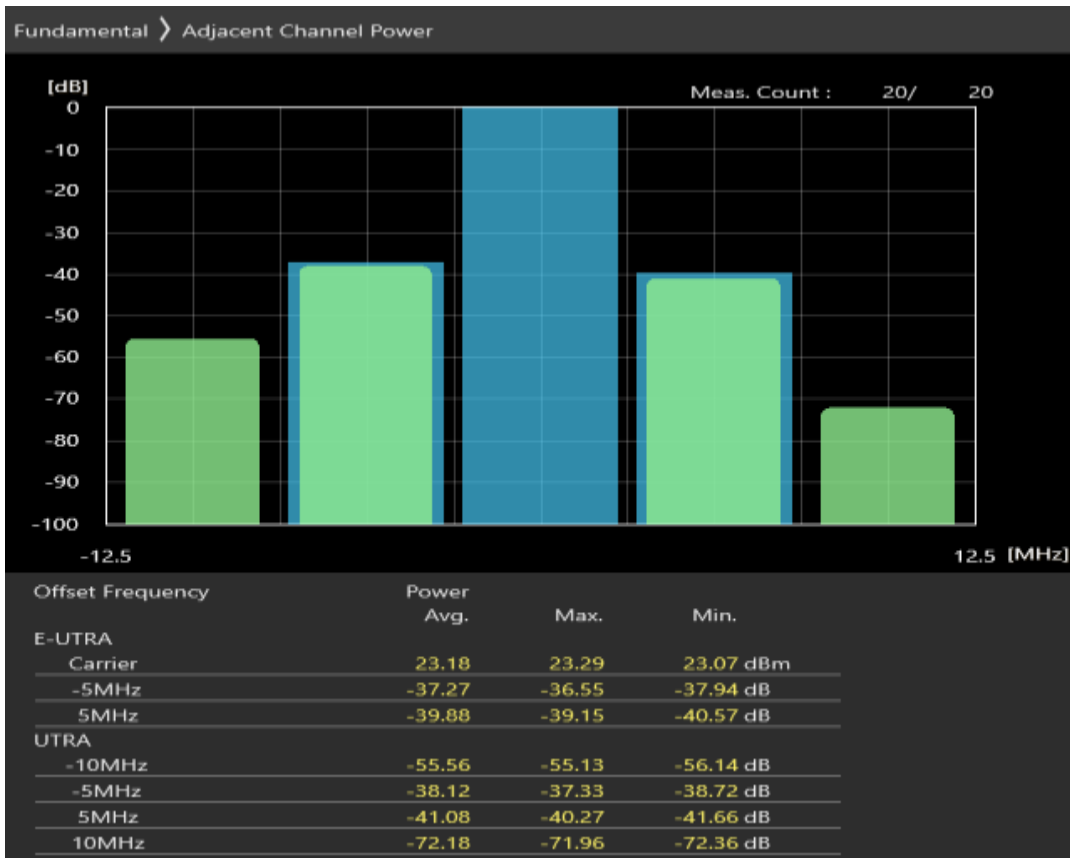 Fundamental ❯ Adjacent Channel Power
[dB]
Meas. Count : 20/ 20
0
-10
-20
-30
-40
-50
-60
-70
-80
-90
-100
-12.5 12.5 [MHz]
Offset Frequency Power
Avg. Max. Min.
E-UTRA
Carrier 23.18 23.29 23.07 dBm
-5MHz -37.27 -36.55 -37.94 dB
5MHz -39.88 -39.15 -40.57 dB
UTRA
-10MHz -55.56 -55.13 -56.14 dB
-5MHz -38.12 -37.33 -38.72 dB
5MHz -41.08 -40.27 -41.66 dB
10MHz -72.18 -71.96 -72.36 dB